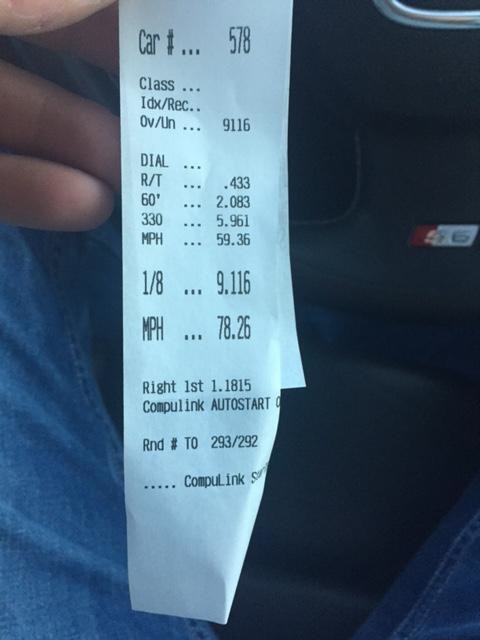 Car # ... 578
Class ...
Idx/Rec..
Ov/Un ... 9116
DIAL ...
R/T ... .433
60' ... 2.083
330 ... 5.961
MPH ... 59.36
1/8 ... 9.116
MPH ... 78.26
Right 1st 1.1815
Compulink AUTOSTART
Rnd # TO 293/292
..... CompuLink
S6